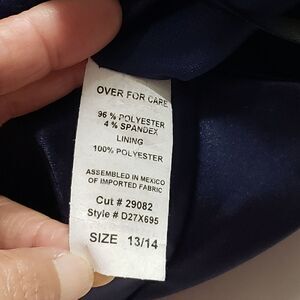 OVER FOR CARE
96 % POLYESTER
4 % SPANDEX
LINING
100% POLYESTER
ASSEMBLED IN MEXICO
OF IMPORTED FABRIC
Cut # 29082
Style # D27X695
SIZE 13/14